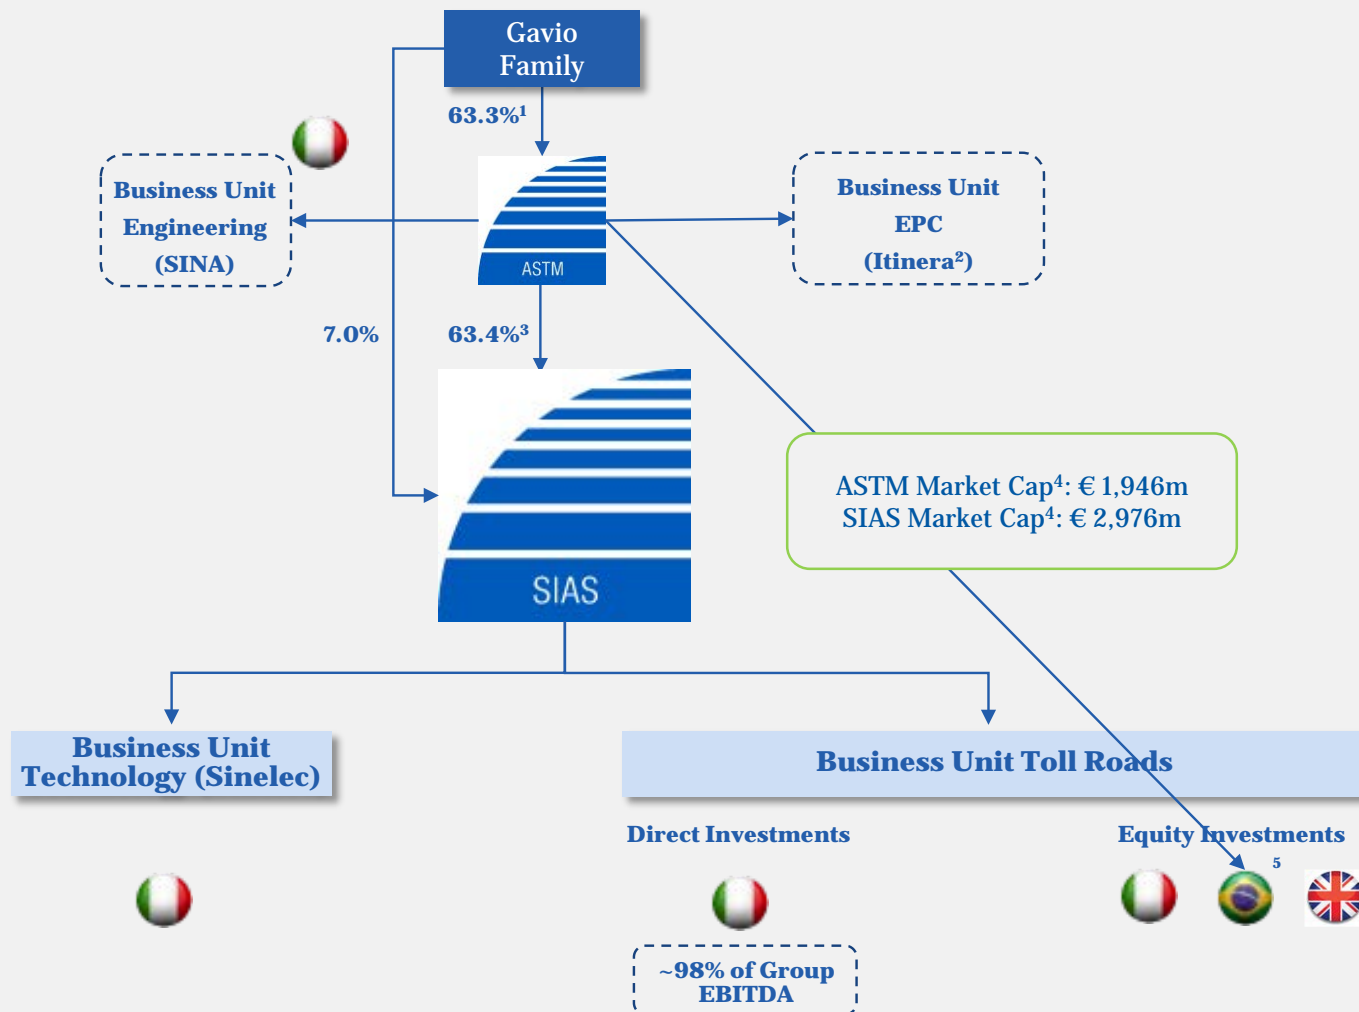 Gavio
Family
63.3%¹
Business Unit
Engineering
(SINA)
ASTM
Business Unit
EPC
(Itinera²)
7.0%
63.4%³
SIAS
ASTM Market Cap⁴: € 1,946m
SIAS Market Cap⁴: € 2,976m
Business Unit
Technology (Sinelec)
Business Unit Toll Roads
Direct Investments
Equity Investments
5
~98% of Group
EBITDA